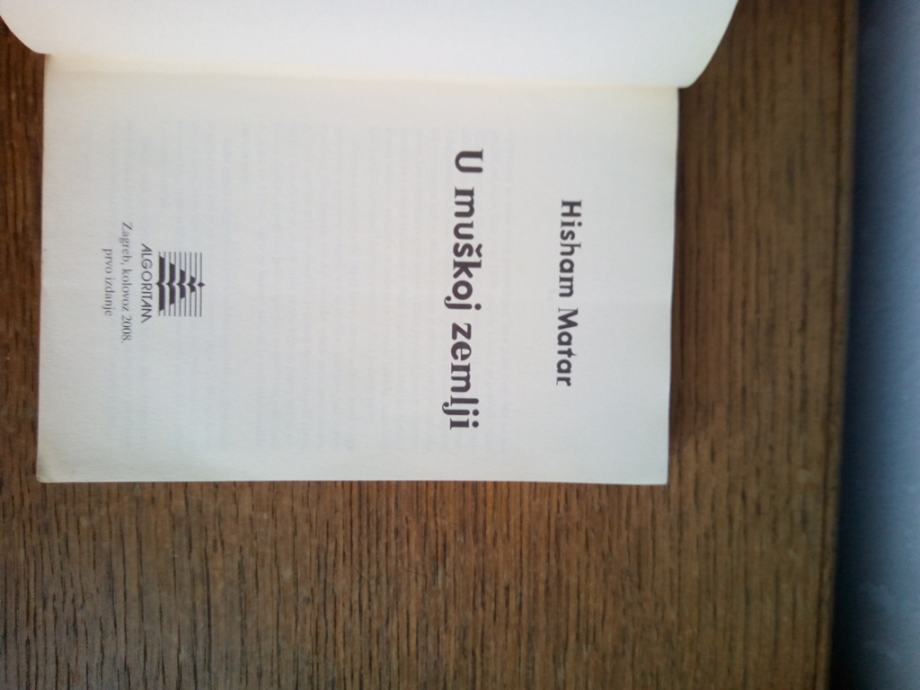 Hisham Matar
U muškoj zemlji
ALGORITAM
Zagreb, kolovoz 2008.
prvo izdanje